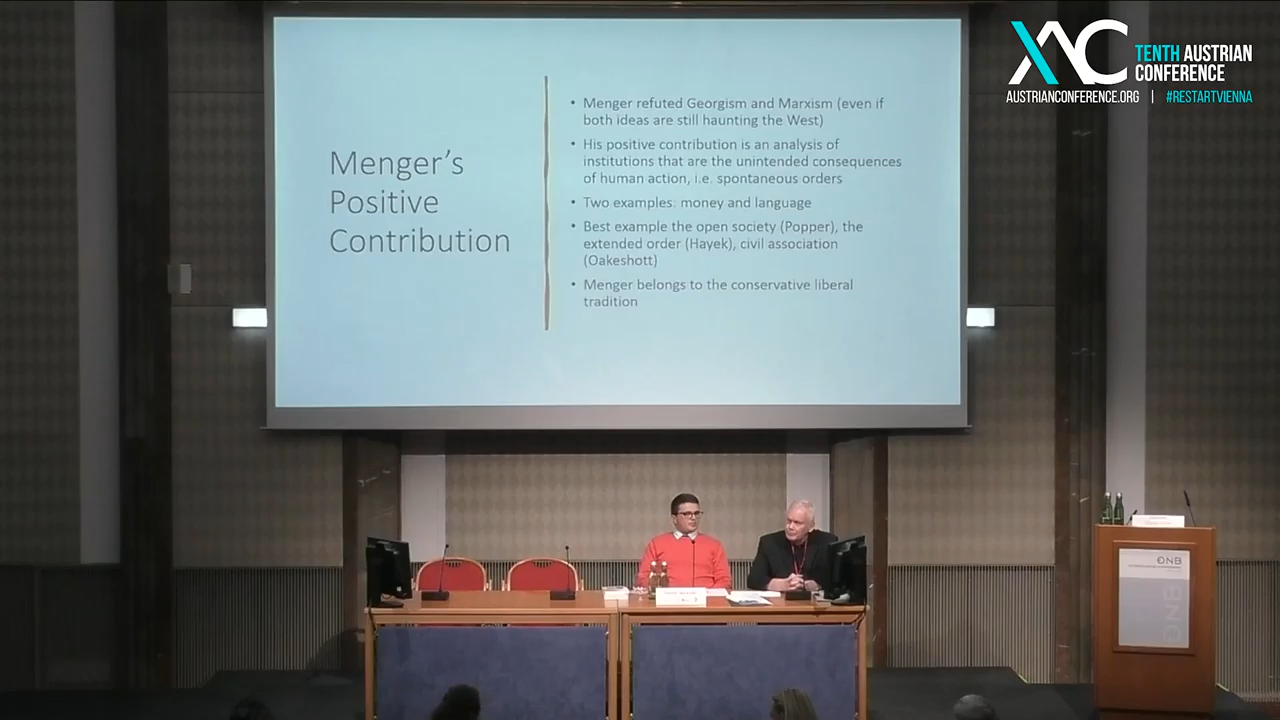 XAC
TENTH AUSTRIAN
CONFERENCE
AUSTRIANCONFERENCE.ORG | #RESTARTVIENNA
Menger's
Positive
Contribution
• Menger refuted Georgism and Marxism (even if
both ideas are still haunting the West)
• His positive contribution is an analysis of
institutions that are the unintended consequences
of human action, i.e. spontaneous orders
• Two examples: money and language
• Best example the open society (Popper), the
extended order (Hayek), civil association
(Oakeshott)
• Menger belongs to the conservative liberal
tradition
ONB
ONB